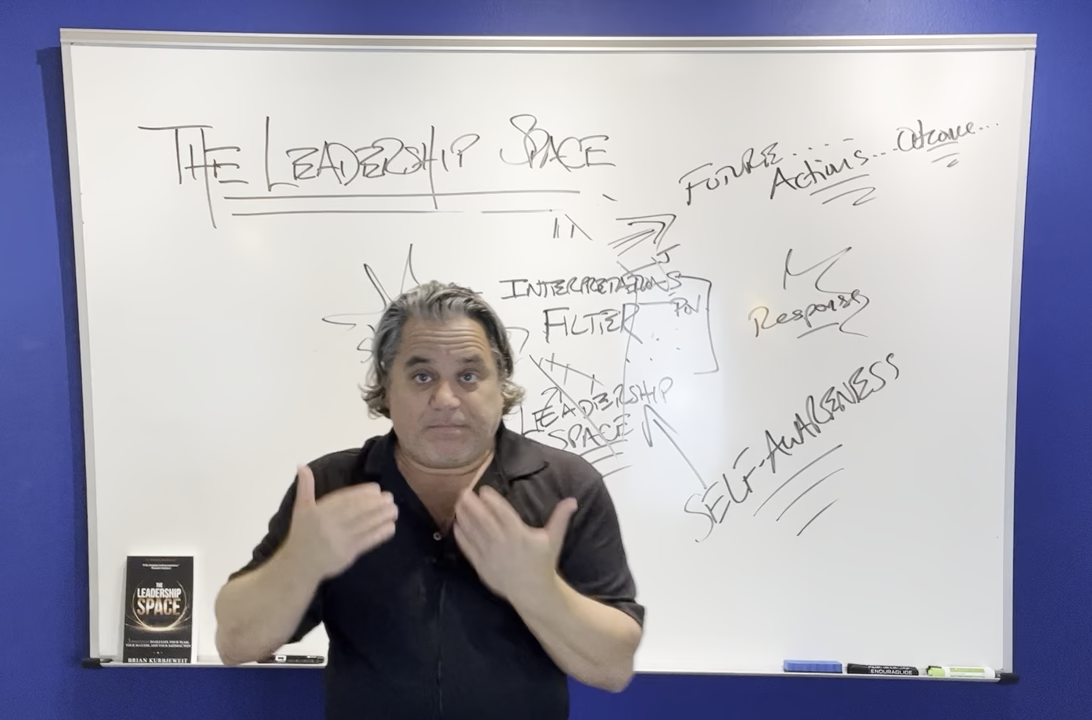 THE LEADERSHIP SPACE
FUTURE.... Actions... Outcome...
INTERPRETATIONS
FILTER
POV
Response
LEADERSHIP
SPACE
SELF-AWARENESS
THE
LEADERSHIP
SPACE
BRIAN KURRIEWEIT
ENDURAGLIDE